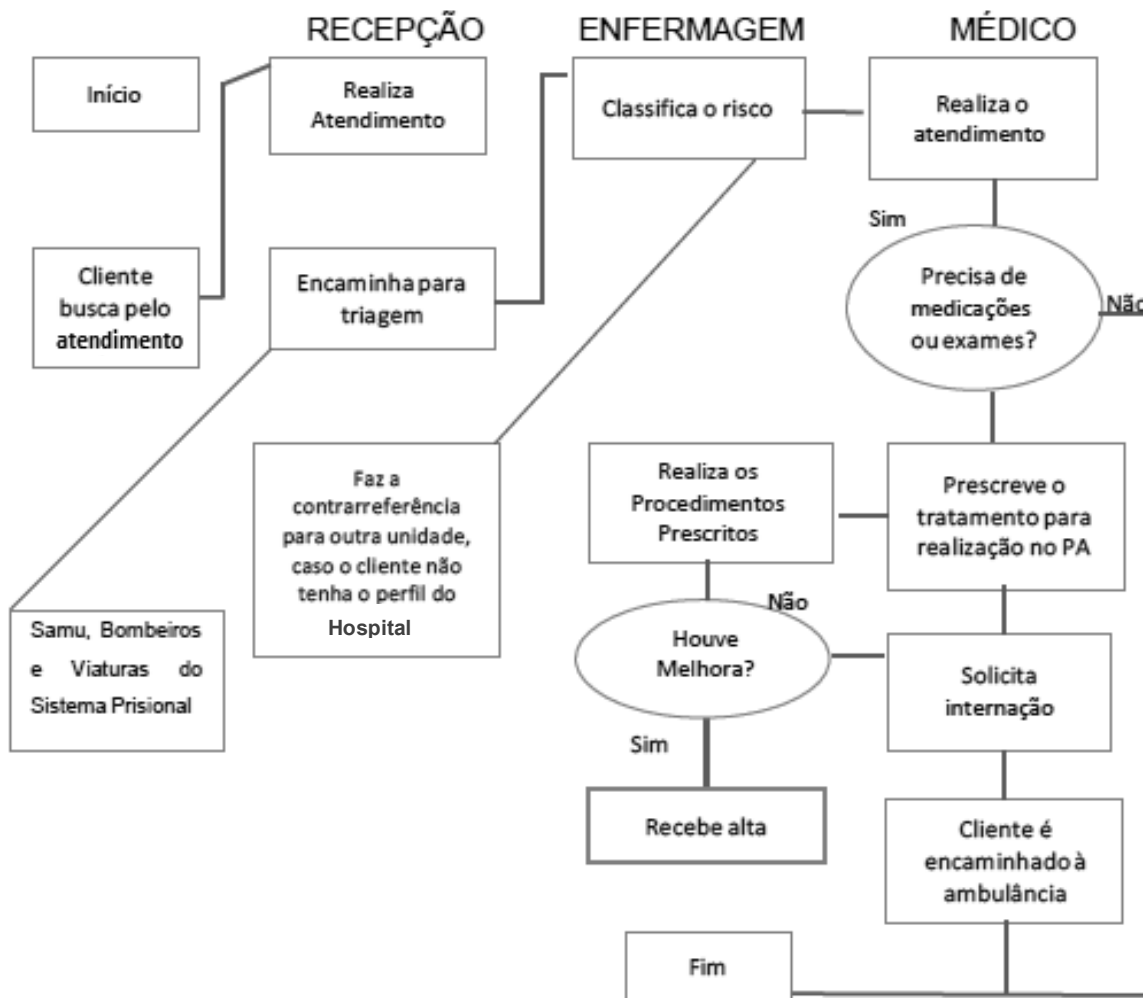 RECEPÇÃO
ENFERMAGEM
MÉDICO
Início
Realiza
Atendimento
Classifica o risco
Realiza o
atendimento
Sim
Cliente
busca pelo
atendimento
Encaminha para
triagem
Precisa de
medicações
ou exames?
Não
Faz a
contrarreferência
para outra unidade,
caso o cliente não
tenha o perfil do
Hospital
Realiza os
Procedimentos
Prescritos
Prescreve o
tratamento para
realização no PA
Não
Samu, Bombeiros
e Viaturas do
Sistema Prisional
Houve
Melhora?
Solicita
internação
Sim
Recebe alta
Cliente é
encaminhado à
ambulância
Fim